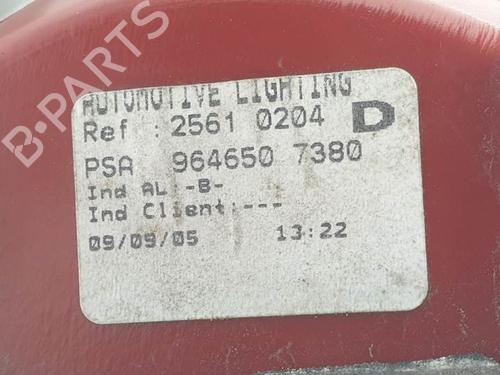 B-PARTS
AUTOMOTIVE LIGHTING
Ref : 2561 0204 D
PSA 964650 7380
Ind AL:-B-
Ind Client:---
09/09/05 13:22